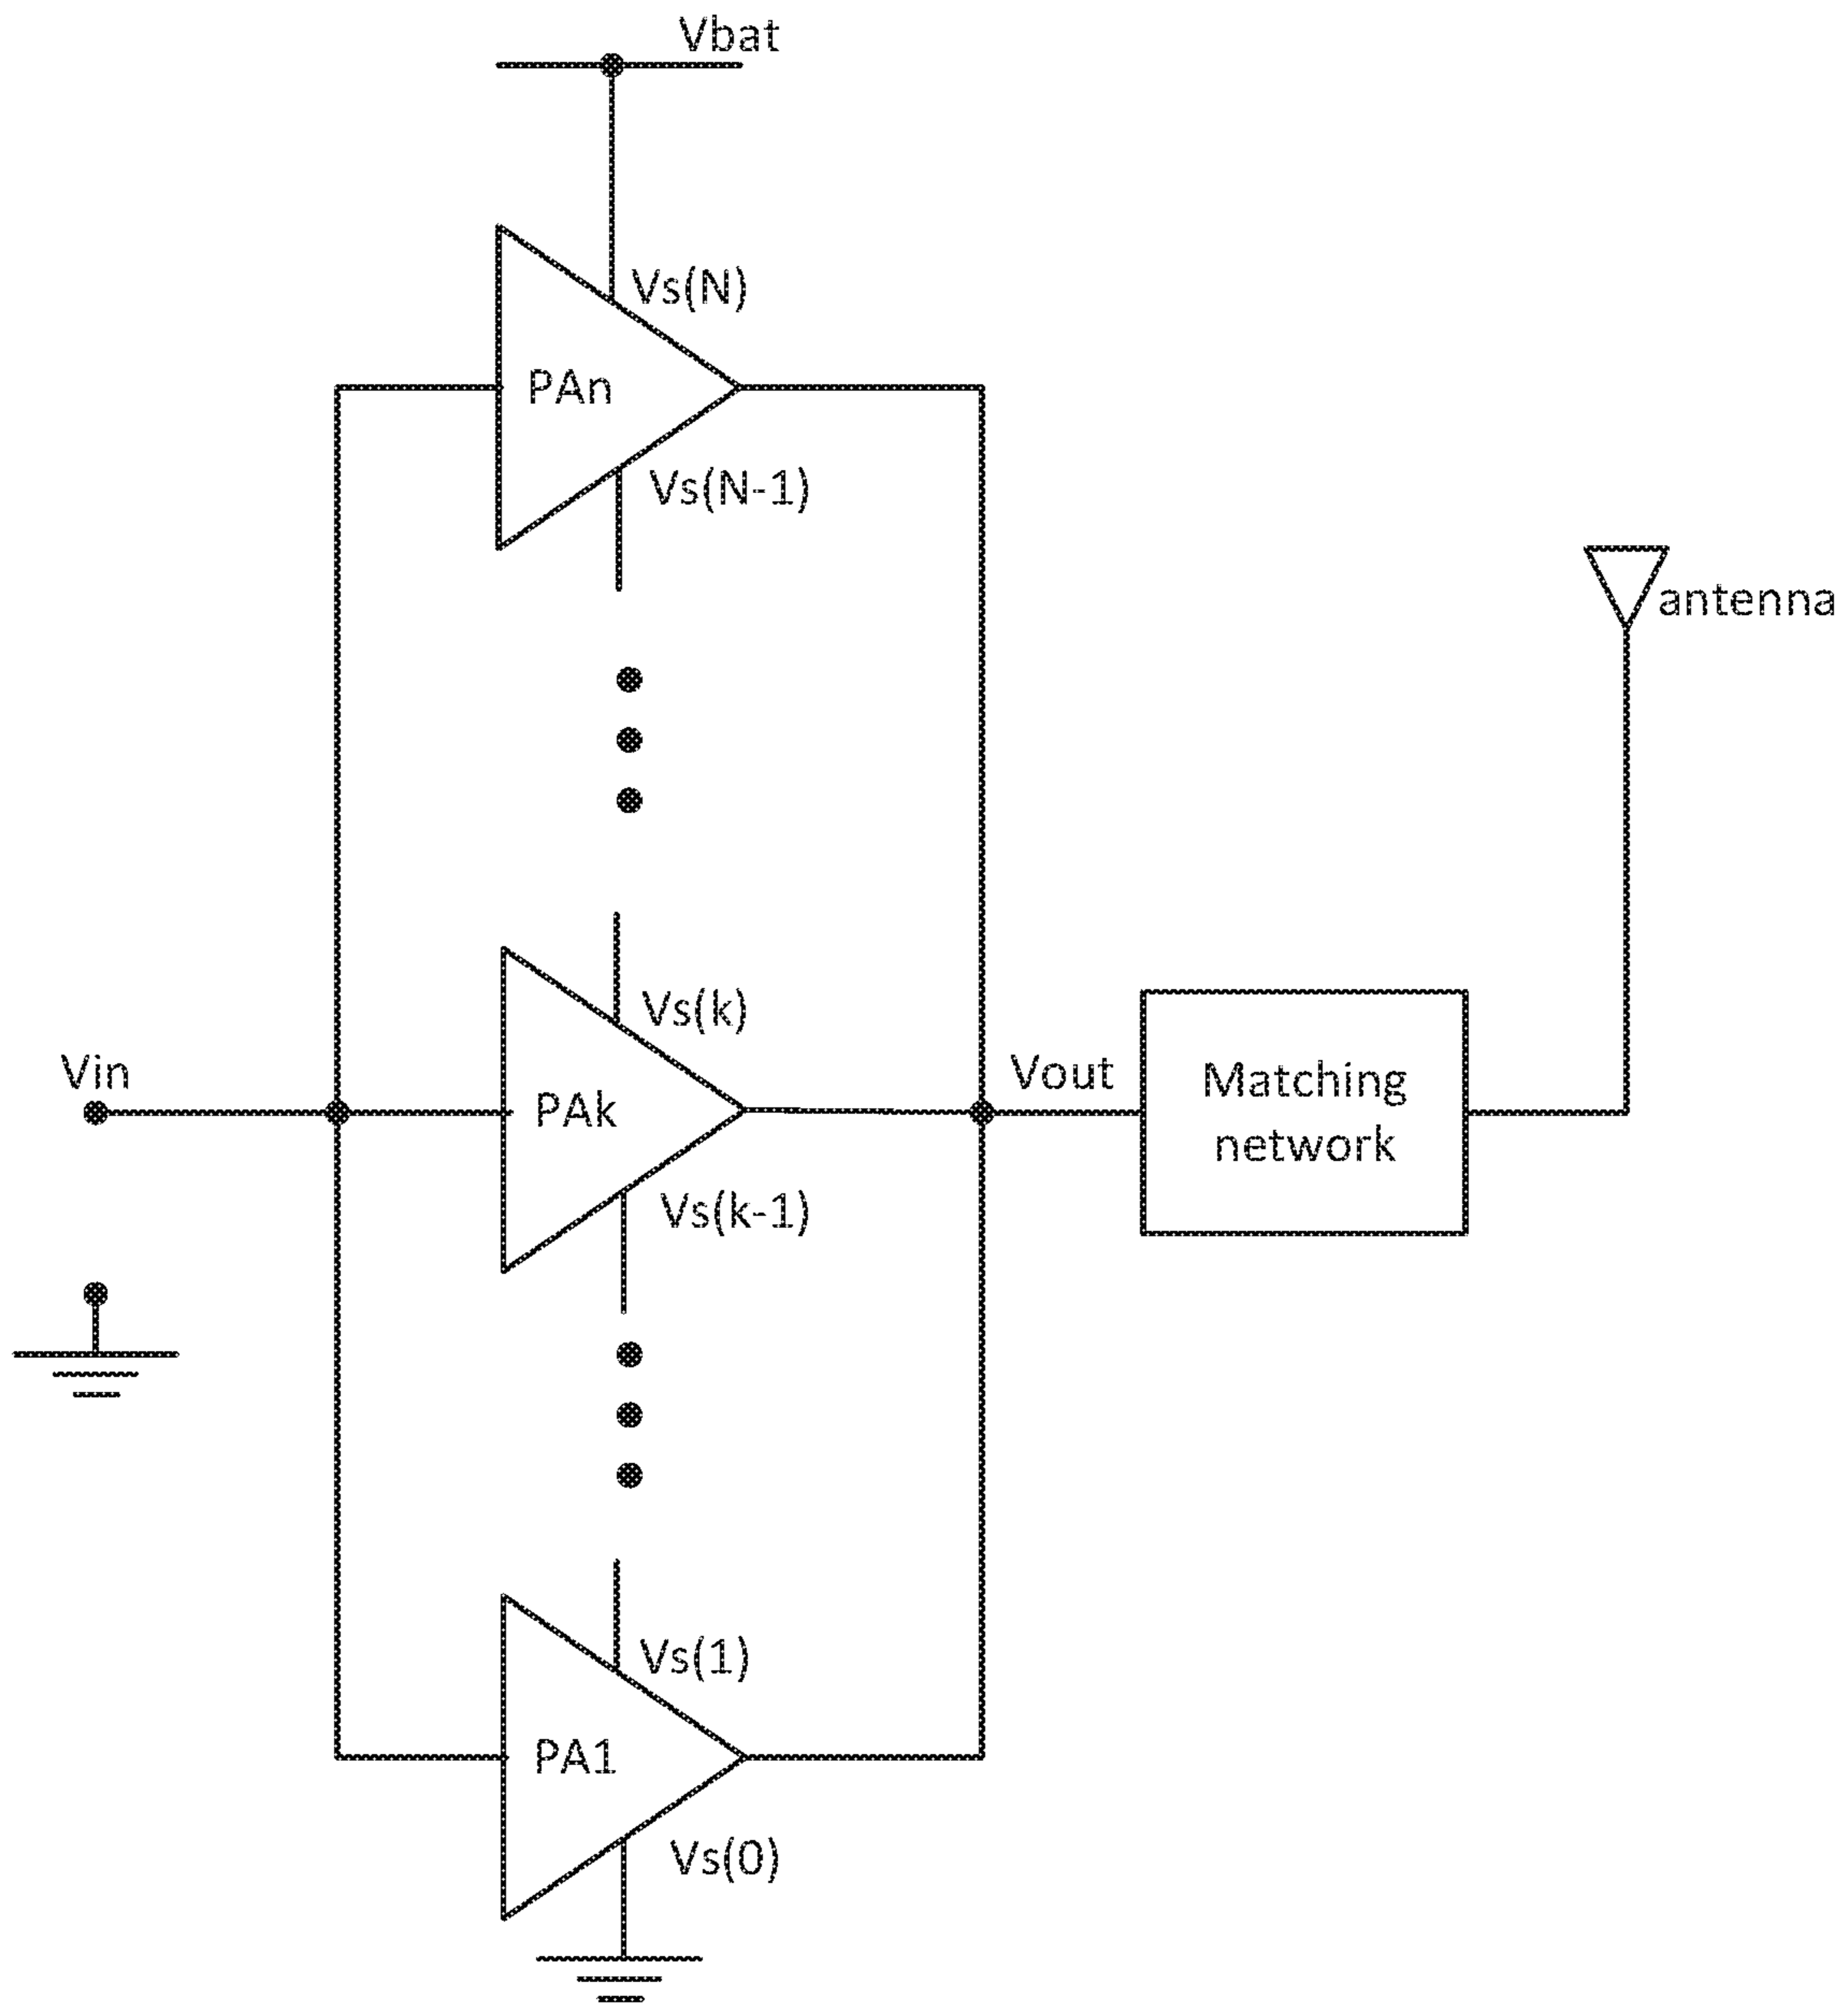 Vbat
Vs(N)
PAn
Vs(N-1)
antenna
Vs(k)
Vin
PAk
Vout
Matching
network
Vs(k-1)
Vs(1)
PA1
Vs(0)